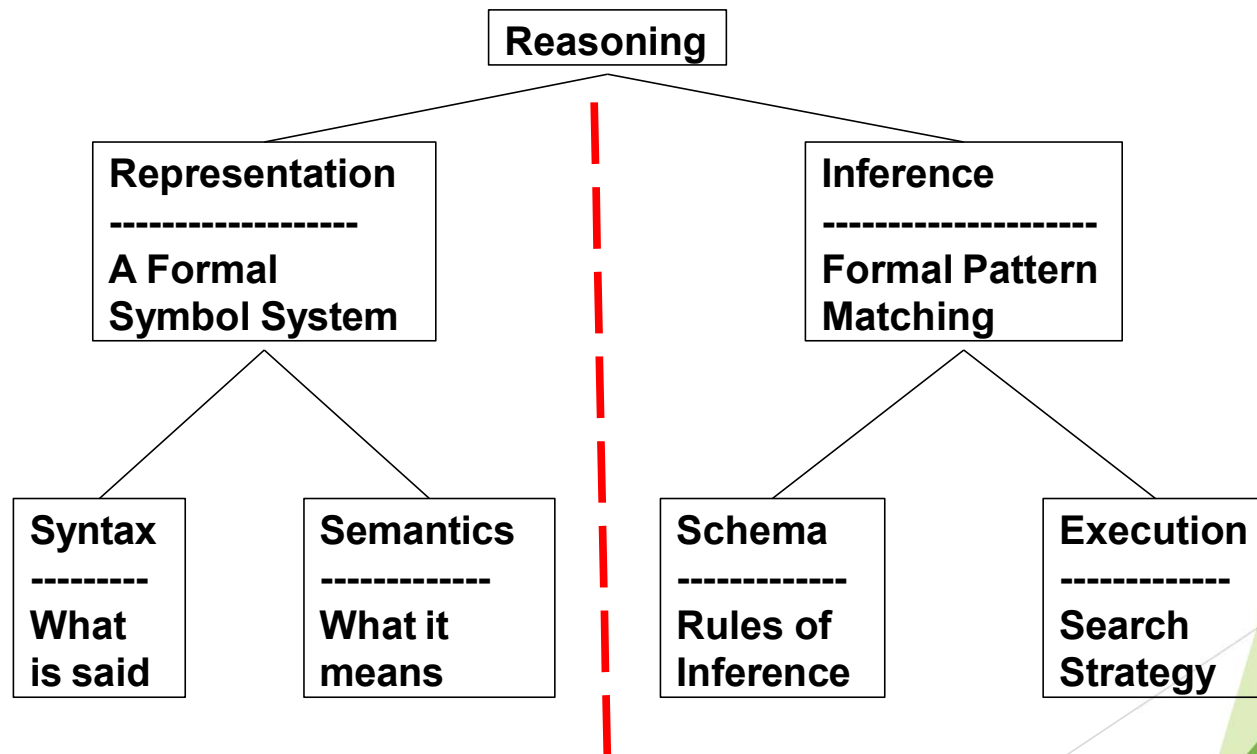 Reasoning
Representation
-------------------
A Formal
Symbol System
Inference
---------------------
Formal Pattern
Matching
Syntax
---------
What
is said
Semantics
-------------
What it
means
Schema
-------------
Rules of
Inference
Execution
-------------
Search
Strategy